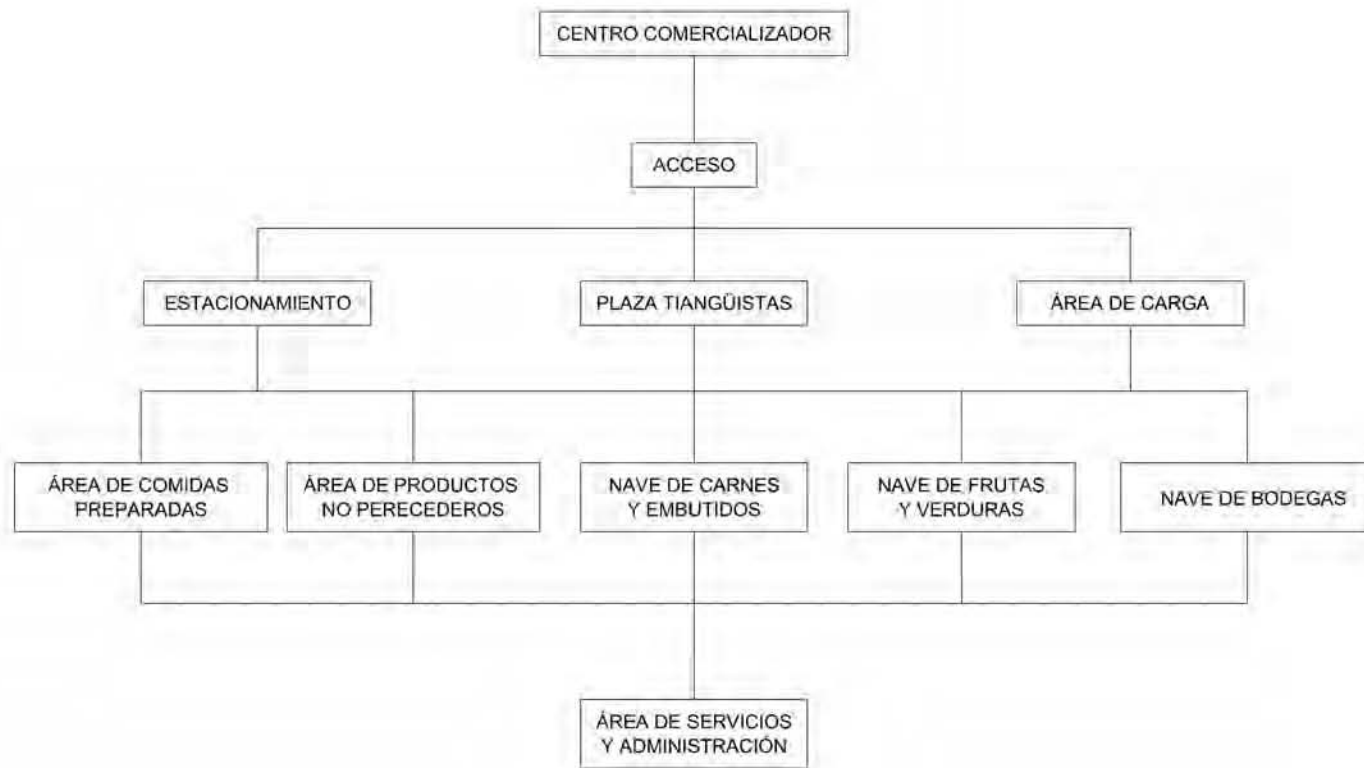 CENTRO COMERCIALIZADOR
ACCESO
ESTACIONAMIENTO
PLAZA TIANGÜISTAS
ÁREA DE CARGA
ÁREA DE COMIDAS
PREPARADAS
ÁREA DE PRODUCTOS
NO PERECEDEROS
NAVE DE CARNES
Y EMBUTIDOS
NAVE DE FRUTAS
Y VERDURAS
NAVE DE BODEGAS
ÁREA DE SERVICIOS
Y ADMINISTRACIÓN